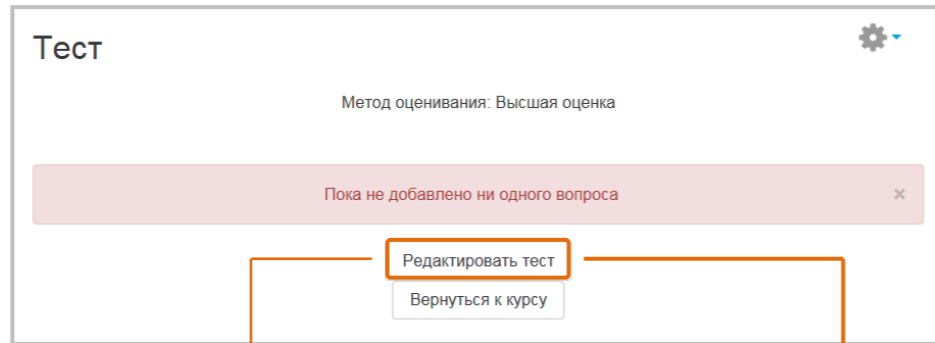 Тест
Метод оценивания: Высшая оценка
Пока не добавлено ни одного вопроса ×
Редактировать тест
Вернуться к курсу